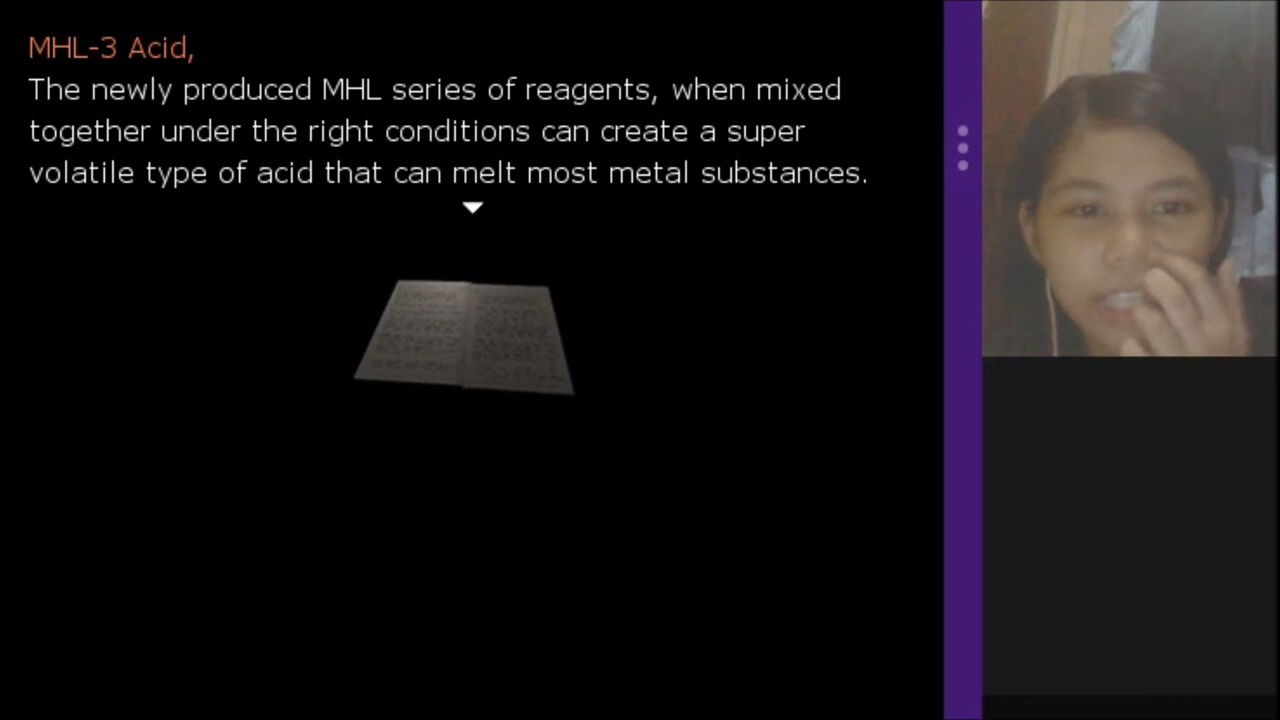 MHL-3 Acid,
The newly produced MHL series of reagents, when mixed
together under the right conditions can create a super
volatile type of acid that can melt most metal substances.